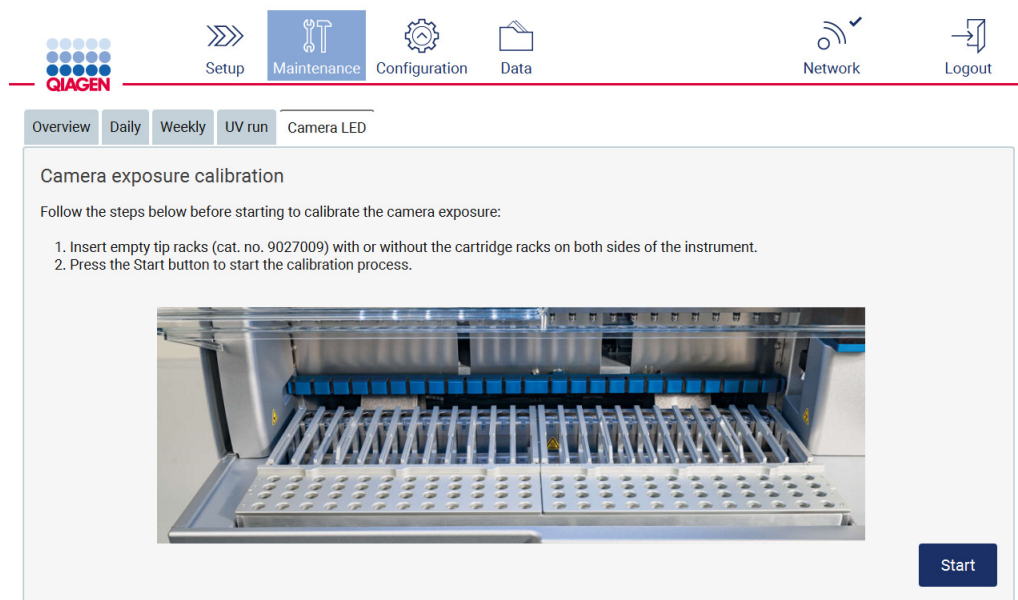 QIAGEN
Setup
Maintenance
Configuration
Data
Network
Logout
Overview
Daily
Weekly
UV run
Camera LED
Camera exposure calibration
Follow the steps below before starting to calibrate the camera exposure:
1. Insert empty tip racks (cat. no. 9027009) with or without the cartridge racks on both sides of the instrument.
2. Press the Start button to start the calibration process.
Start